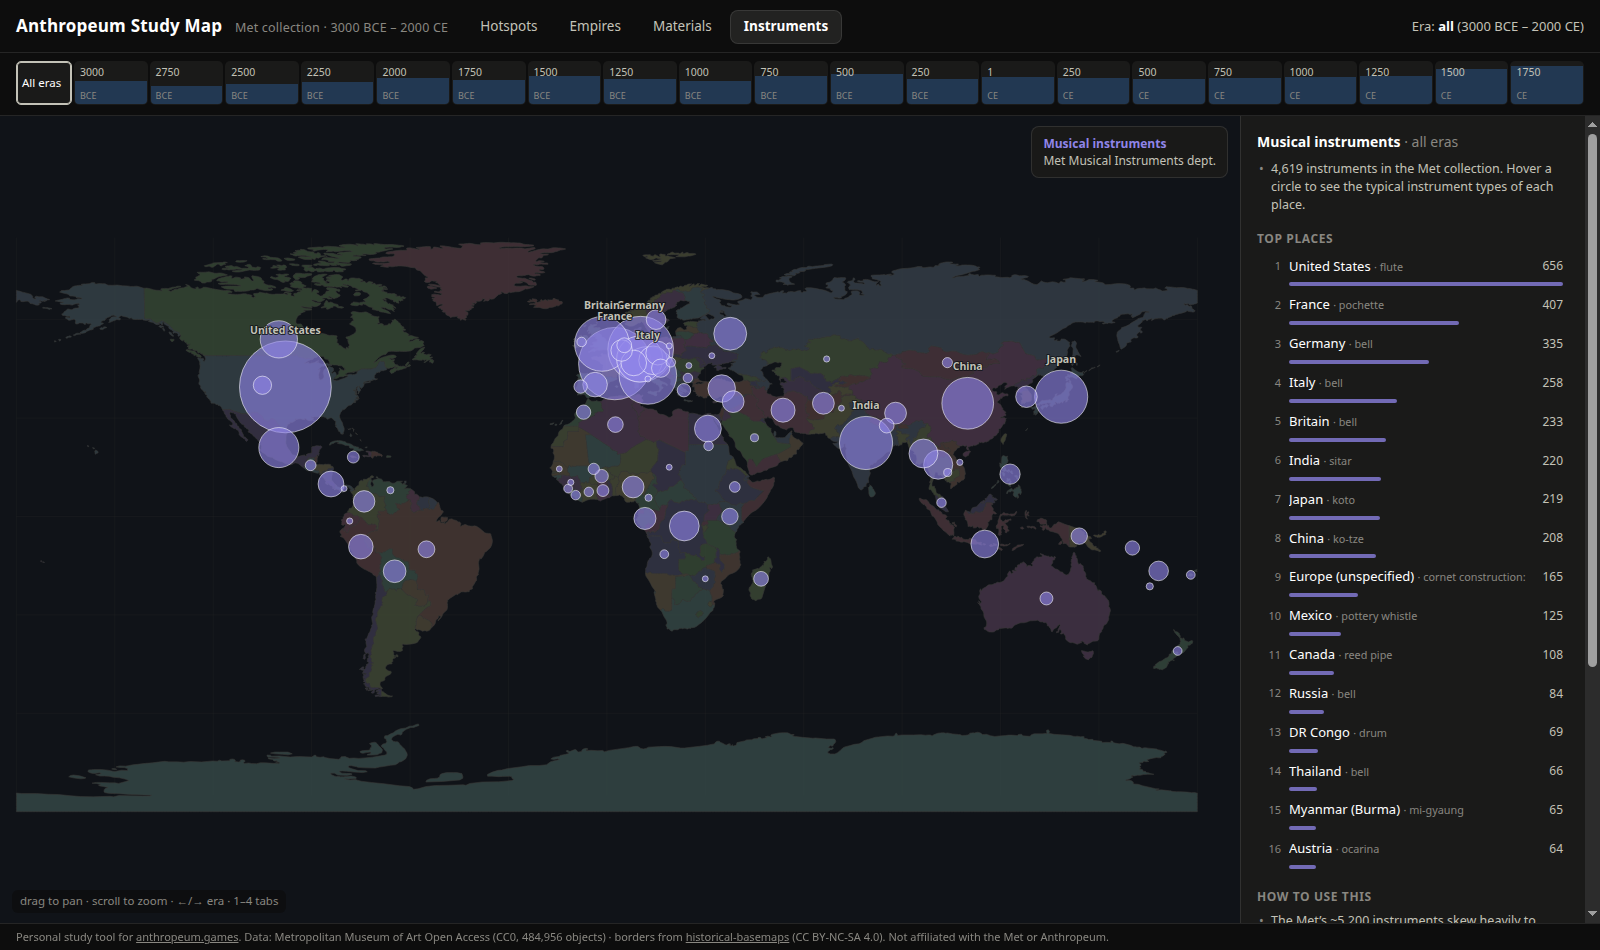 Anthropeum Study Map
Met collection · 3000 BCE – 2000 CE
Hotspots
Empires
Materials
Instruments
Era: all (3000 BCE – 2000 CE)
All eras
3000 BCE
2750 BCE
2500 BCE
2250 BCE
2000 BCE
1750 BCE
1500 BCE
1250 BCE
1000 BCE
750 BCE
500 BCE
250 BCE
1 CE
250 CE
500 CE
750 CE
1000 CE
1250 CE
1500 CE
1750 CE
Musical instruments
Met Musical Instruments dept.
Britain
Germany
France
Italy
United States
China
Japan
India
Musical instruments · all eras
• 4,619 instruments in the Met collection. Hover a
circle to see the typical instrument types of each
place.
TOP PLACES
1 United States · flute 656
2 France · pochette 407
3 Germany · bell 335
4 Italy · bell 258
5 Britain · bell 233
6 India · sitar 220
7 Japan · koto 219
8 China · ko-tze 208
9 Europe (unspecified) · cornet construction: 165
10 Mexico · pottery whistle 125
11 Canada · reed pipe 108
12 Russia · bell 84
13 DR Congo · drum 69
14 Thailand · bell 66
15 Myanmar (Burma) · mi-gyaung 65
16 Austria · ocarina 64
HOW TO USE THIS
• The Met's ~5,200 instruments skew heavily to
drag to pan · scroll to zoom · ←/→ era · 1–4 tabs
Personal study tool for anthropeum.games. Data: Metropolitan Museum of Art Open Access (CC0, 484,956 objects) · borders from historical-basemaps (CC BY-NC-SA 4.0). Not affiliated with the Met or Anthropeum.